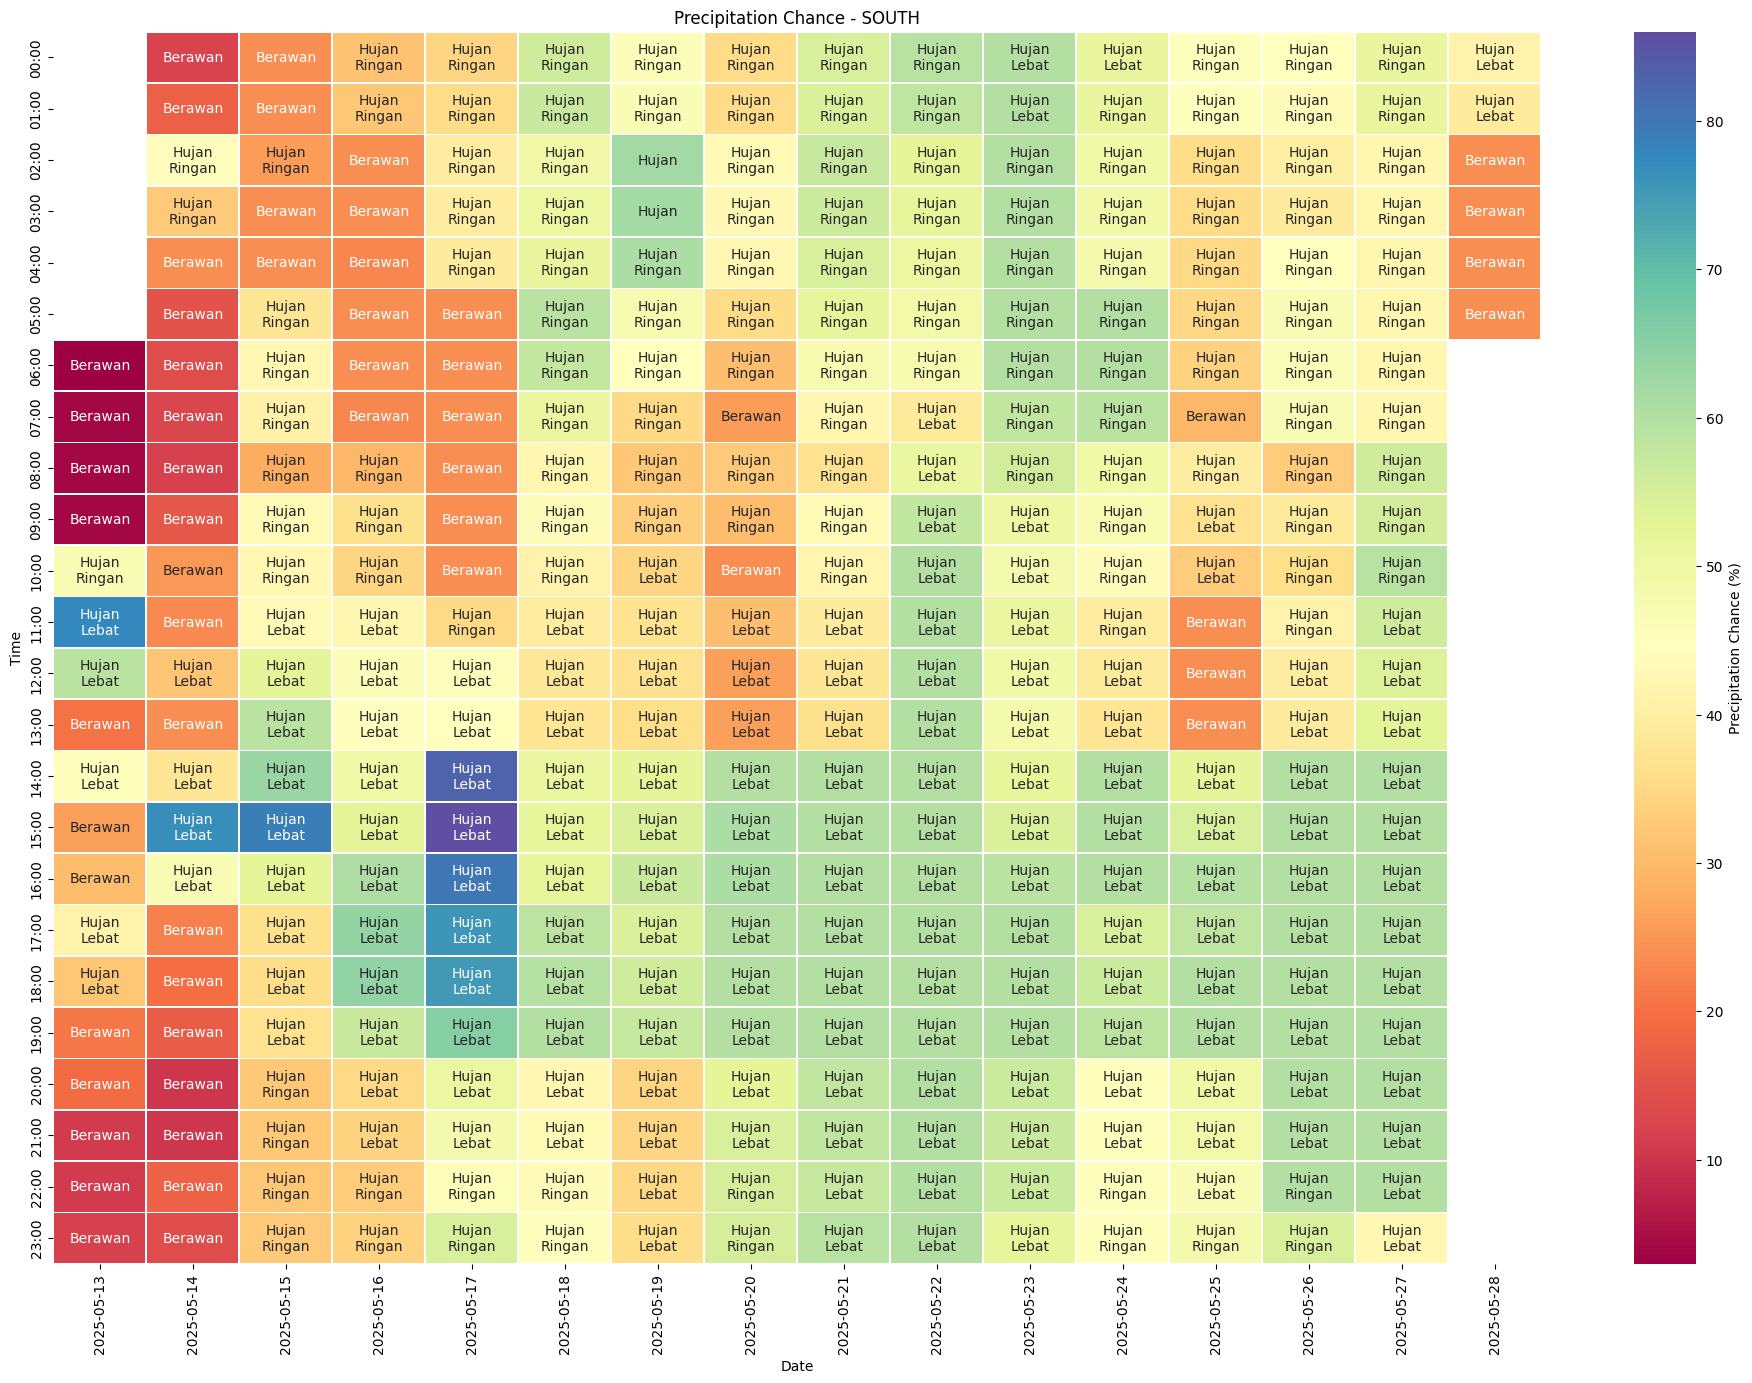 Precipitation Chance - SOUTH
00:00 Berawan Berawan Hujan Ringan Hujan Ringan Hujan Ringan Hujan Ringan Hujan Ringan Hujan Ringan Hujan Ringan Hujan Lebat Hujan Lebat Hujan Ringan Hujan Ringan Hujan Ringan Hujan Lebat
01:00 Berawan Berawan Hujan Ringan Hujan Ringan Hujan Ringan Hujan Ringan Hujan Ringan Hujan Ringan Hujan Ringan Hujan Lebat Hujan Ringan Hujan Ringan Hujan Ringan Hujan Ringan Hujan Lebat
02:00 Hujan Ringan Hujan Ringan Berawan Hujan Ringan Hujan Ringan Hujan Hujan Ringan Hujan Ringan Hujan Ringan Hujan Ringan Hujan Ringan Hujan Ringan Hujan Ringan Hujan Ringan Berawan
03:00 Hujan Ringan Berawan Berawan Hujan Ringan Hujan Ringan Hujan Hujan Ringan Hujan Ringan Hujan Ringan Hujan Ringan Hujan Ringan Hujan Ringan Hujan Ringan Hujan Ringan Berawan
04:00 Berawan Berawan Berawan Hujan Ringan Hujan Ringan Hujan Ringan Hujan Ringan Hujan Ringan Hujan Ringan Hujan Ringan Hujan Ringan Hujan Ringan Hujan Ringan Hujan Ringan Berawan
05:00 Berawan Hujan Ringan Berawan Berawan Hujan Ringan Hujan Ringan Hujan Ringan Hujan Ringan Hujan Ringan Hujan Ringan Hujan Ringan Hujan Ringan Hujan Ringan Hujan Ringan Berawan
06:00 Berawan Berawan Hujan Ringan Berawan Berawan Hujan Ringan Hujan Ringan Hujan Ringan Hujan Ringan Hujan Ringan Hujan Ringan Hujan Ringan Hujan Ringan Hujan Ringan Hujan Ringan
07:00 Berawan Berawan Hujan Ringan Berawan Berawan Hujan Ringan Hujan Ringan Berawan Hujan Ringan Hujan Lebat Hujan Ringan Hujan Ringan Berawan Hujan Ringan Hujan Ringan
08:00 Berawan Berawan Hujan Ringan Hujan Ringan Berawan Hujan Ringan Hujan Ringan Hujan Ringan Hujan Ringan Hujan Lebat Hujan Ringan Hujan Ringan Hujan Ringan Hujan Ringan Hujan Ringan
09:00 Berawan Berawan Hujan Ringan Hujan Ringan Berawan Hujan Ringan Hujan Ringan Hujan Ringan Hujan Ringan Hujan Lebat Hujan Lebat Hujan Ringan Hujan Lebat Hujan Ringan Hujan Ringan
10:00 Hujan Ringan Berawan Hujan Ringan Hujan Ringan Berawan Hujan Ringan Hujan Lebat Berawan Hujan Ringan Hujan Lebat Hujan Lebat Hujan Ringan Hujan Lebat Hujan Ringan Hujan Ringan
11:00 Hujan Lebat Berawan Hujan Lebat Hujan Lebat Hujan Ringan Hujan Lebat Hujan Lebat Hujan Lebat Hujan Lebat Hujan Lebat Hujan Lebat Hujan Ringan Berawan Hujan Ringan Hujan Lebat
12:00 Hujan Lebat Hujan Lebat Hujan Lebat Hujan Lebat Hujan Lebat Hujan Lebat Hujan Lebat Hujan Lebat Hujan Lebat Hujan Lebat Hujan Lebat Hujan Lebat Berawan Hujan Lebat Hujan Lebat
13:00 Berawan Berawan Hujan Lebat Hujan Lebat Hujan Lebat Hujan Lebat Hujan Lebat Hujan Lebat Hujan Lebat Hujan Lebat Hujan Lebat Hujan Lebat Berawan Hujan Lebat Hujan Lebat
14:00 Hujan Lebat Hujan Lebat Hujan Lebat Hujan Lebat Hujan Lebat Hujan Lebat Hujan Lebat Hujan Lebat Hujan Lebat Hujan Lebat Hujan Lebat Hujan Lebat Hujan Lebat Hujan Lebat Hujan Lebat
15:00 Berawan Hujan Lebat Hujan Lebat Hujan Lebat Hujan Lebat Hujan Lebat Hujan Lebat Hujan Lebat Hujan Lebat Hujan Lebat Hujan Lebat Hujan Lebat Hujan Lebat Hujan Lebat Hujan Lebat
16:00 Berawan Hujan Lebat Hujan Lebat Hujan Lebat Hujan Lebat Hujan Lebat Hujan Lebat Hujan Lebat Hujan Lebat Hujan Lebat Hujan Lebat Hujan Lebat Hujan Lebat Hujan Lebat Hujan Lebat
17:00 Hujan Lebat Berawan Hujan Lebat Hujan Lebat Hujan Lebat Hujan Lebat Hujan Lebat Hujan Lebat Hujan Lebat Hujan Lebat Hujan Lebat Hujan Lebat Hujan Lebat Hujan Lebat Hujan Lebat
18:00 Hujan Lebat Berawan Hujan Lebat Hujan Lebat Hujan Lebat Hujan Lebat Hujan Lebat Hujan Lebat Hujan Lebat Hujan Lebat Hujan Lebat Hujan Lebat Hujan Lebat Hujan Lebat Hujan Lebat
19:00 Berawan Berawan Hujan Lebat Hujan Lebat Hujan Lebat Hujan Lebat Hujan Lebat Hujan Lebat Hujan Lebat Hujan Lebat Hujan Lebat Hujan Lebat Hujan Lebat Hujan Lebat Hujan Lebat
20:00 Berawan Berawan Hujan Ringan Hujan Lebat Hujan Lebat Hujan Lebat Hujan Lebat Hujan Lebat Hujan Lebat Hujan Lebat Hujan Lebat Hujan Lebat Hujan Lebat Hujan Lebat Hujan Lebat
21:00 Berawan Berawan Hujan Ringan Hujan Lebat Hujan Lebat Hujan Lebat Hujan Lebat Hujan Lebat Hujan Lebat Hujan Lebat Hujan Lebat Hujan Lebat Hujan Lebat Hujan Lebat Hujan Lebat
22:00 Berawan Berawan Hujan Ringan Hujan Ringan Hujan Ringan Hujan Ringan Hujan Lebat Hujan Ringan Hujan Lebat Hujan Lebat Hujan Lebat Hujan Ringan Hujan Lebat Hujan Ringan Hujan Lebat
23:00 Berawan Berawan Hujan Ringan Hujan Ringan Hujan Ringan Hujan Ringan Hujan Lebat Hujan Ringan Hujan Lebat Hujan Lebat Hujan Lebat Hujan Ringan Hujan Ringan Hujan Ringan Hujan Lebat
2025-05-13 2025-05-14 2025-05-15 2025-05-16 2025-05-17 2025-05-18 2025-05-19 2025-05-20 2025-05-21 2025-05-22 2025-05-23 2025-05-24 2025-05-25 2025-05-26 2025-05-27 2025-05-28
Time
Date
80
70
60
50
40
30
20
10
Precipitation Chance (%)